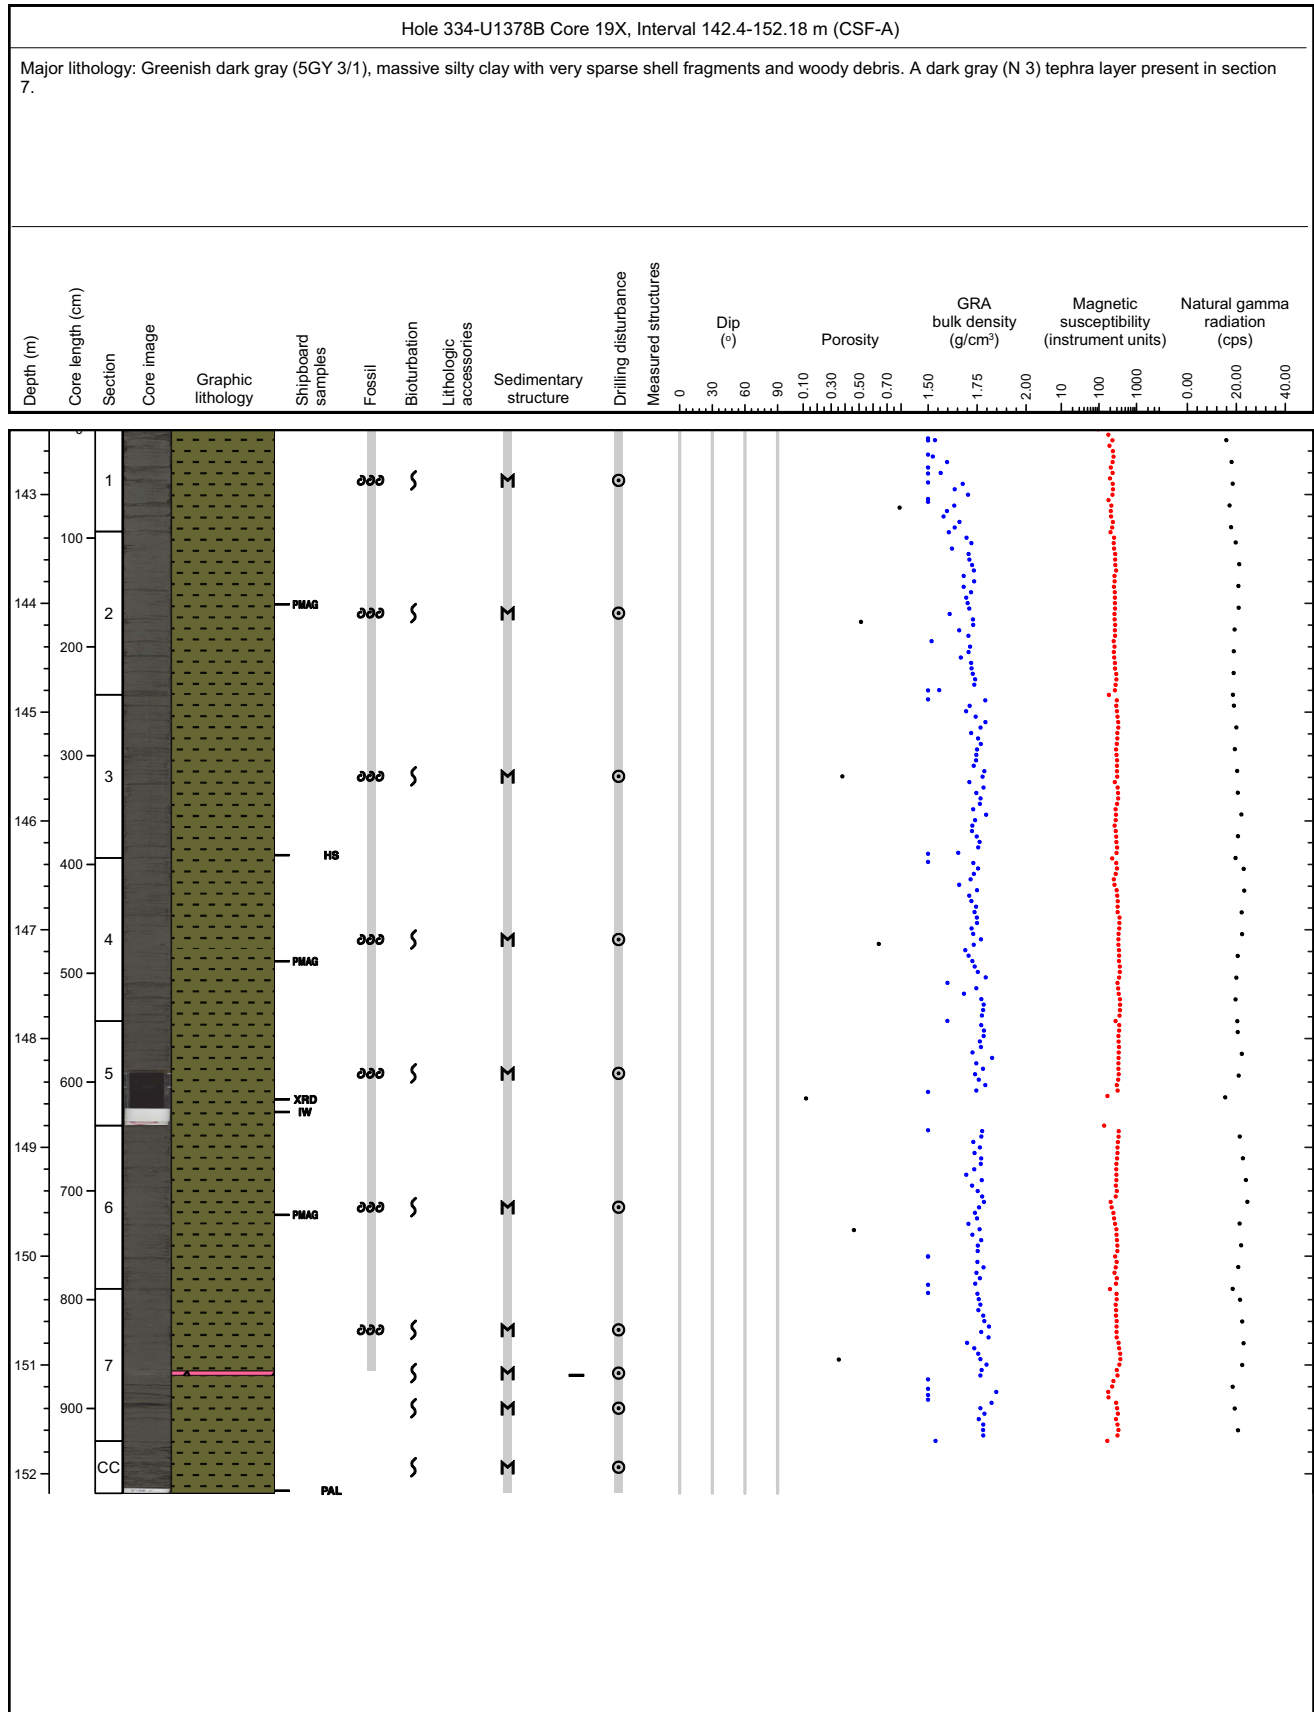 Hole 334-U1378B Core 19X, Interval 142.4-152.18 m (CSF-A)
Major lithology: Greenish dark gray (5GY 3/1), massive silty clay with very sparse shell fragments and woody debris. A dark gray (N 3) tephra layer present in section
7.
Depth (m)
Core length (cm)
Section
Core image
Graphic
lithology
Shipboard
samples
Fossil
Bioturbation
Lithologic
accessories
Sedimentary
structure
Drilling disturbance
Measured structures
Dip
(o)
0
30
60
90
Porosity
0.10
0.30
0.50
0.70
GRA
bulk density
(g/cm³)
1.50
1.75
2.00
Magnetic
susceptibility
(instrument units)
10
100
1000
Natural gamma
radiation
(cps)
0.00
20.00
40.00
0
1
143
100
144
2
PMAG
200
145
300
3
146
HS
400
147
4
PMAG
500
148
5
600
XRD
IW
149
700
6
PMAG
150
800
7
151
900
CC
152
PAL
M
M
M
M
M
M
M
M
M
M